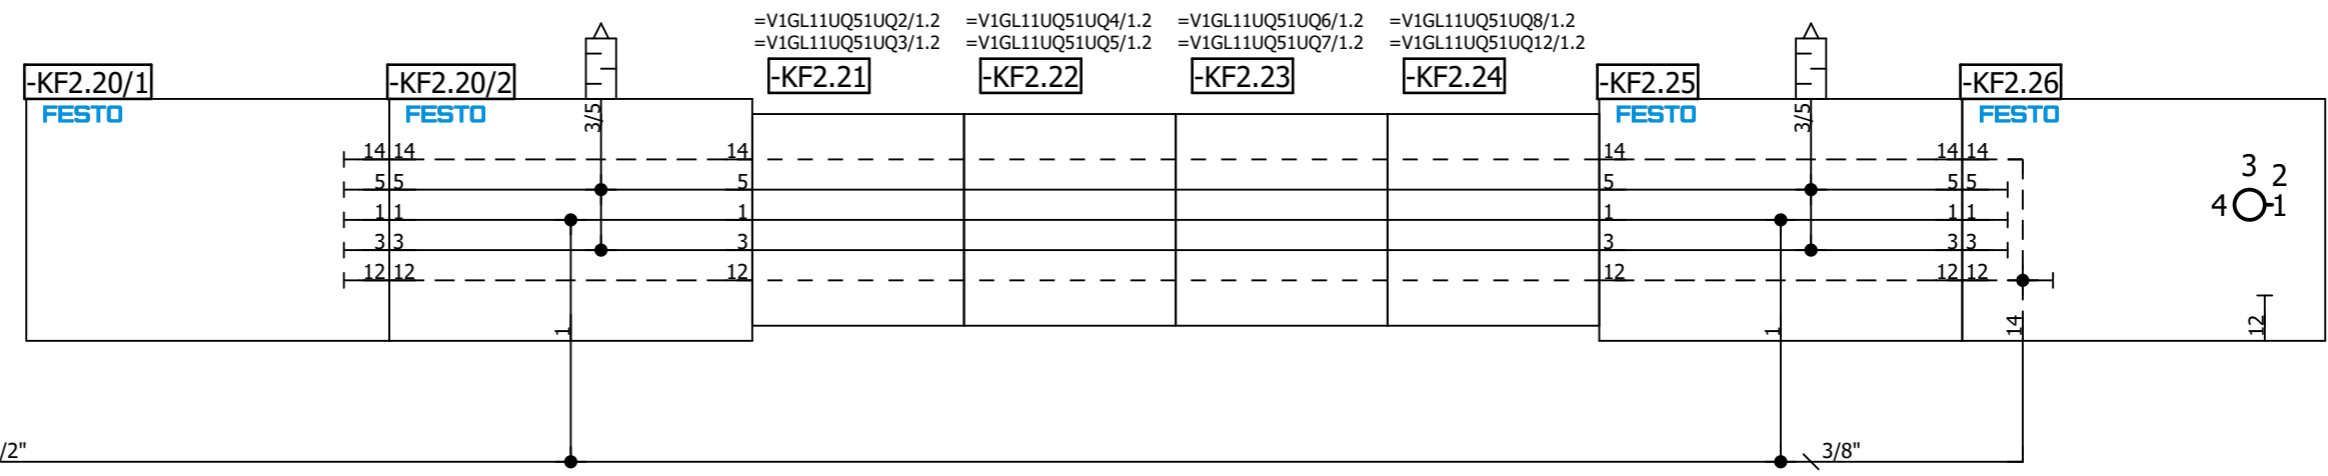 =V1GL11UQ51UQ2/1.2 =V1GL11UQ51UQ4/1.2 =V1GL11UQ51UQ6/1.2 =V1GL11UQ51UQ8/1.2
=V1GL11UQ51UQ3/1.2 =V1GL11UQ51UQ5/1.2 =V1GL11UQ51UQ7/1.2 =V1GL11UQ51UQ12/1.2
-KF2.20/1 -KF2.20/2 -KF2.21 -KF2.22 -KF2.23 -KF2.24 -KF2.25 -KF2.26
FESTO FESTO FESTO FESTO
3/5 3/5
14 14 14 14 14 14
5 5 5 5 5 5
1 1 1 1 1 1
3 3 3 3 3 3
12 12 12 12 12 12
3
2
4 1
1 1 14 12
/2" 3/8"